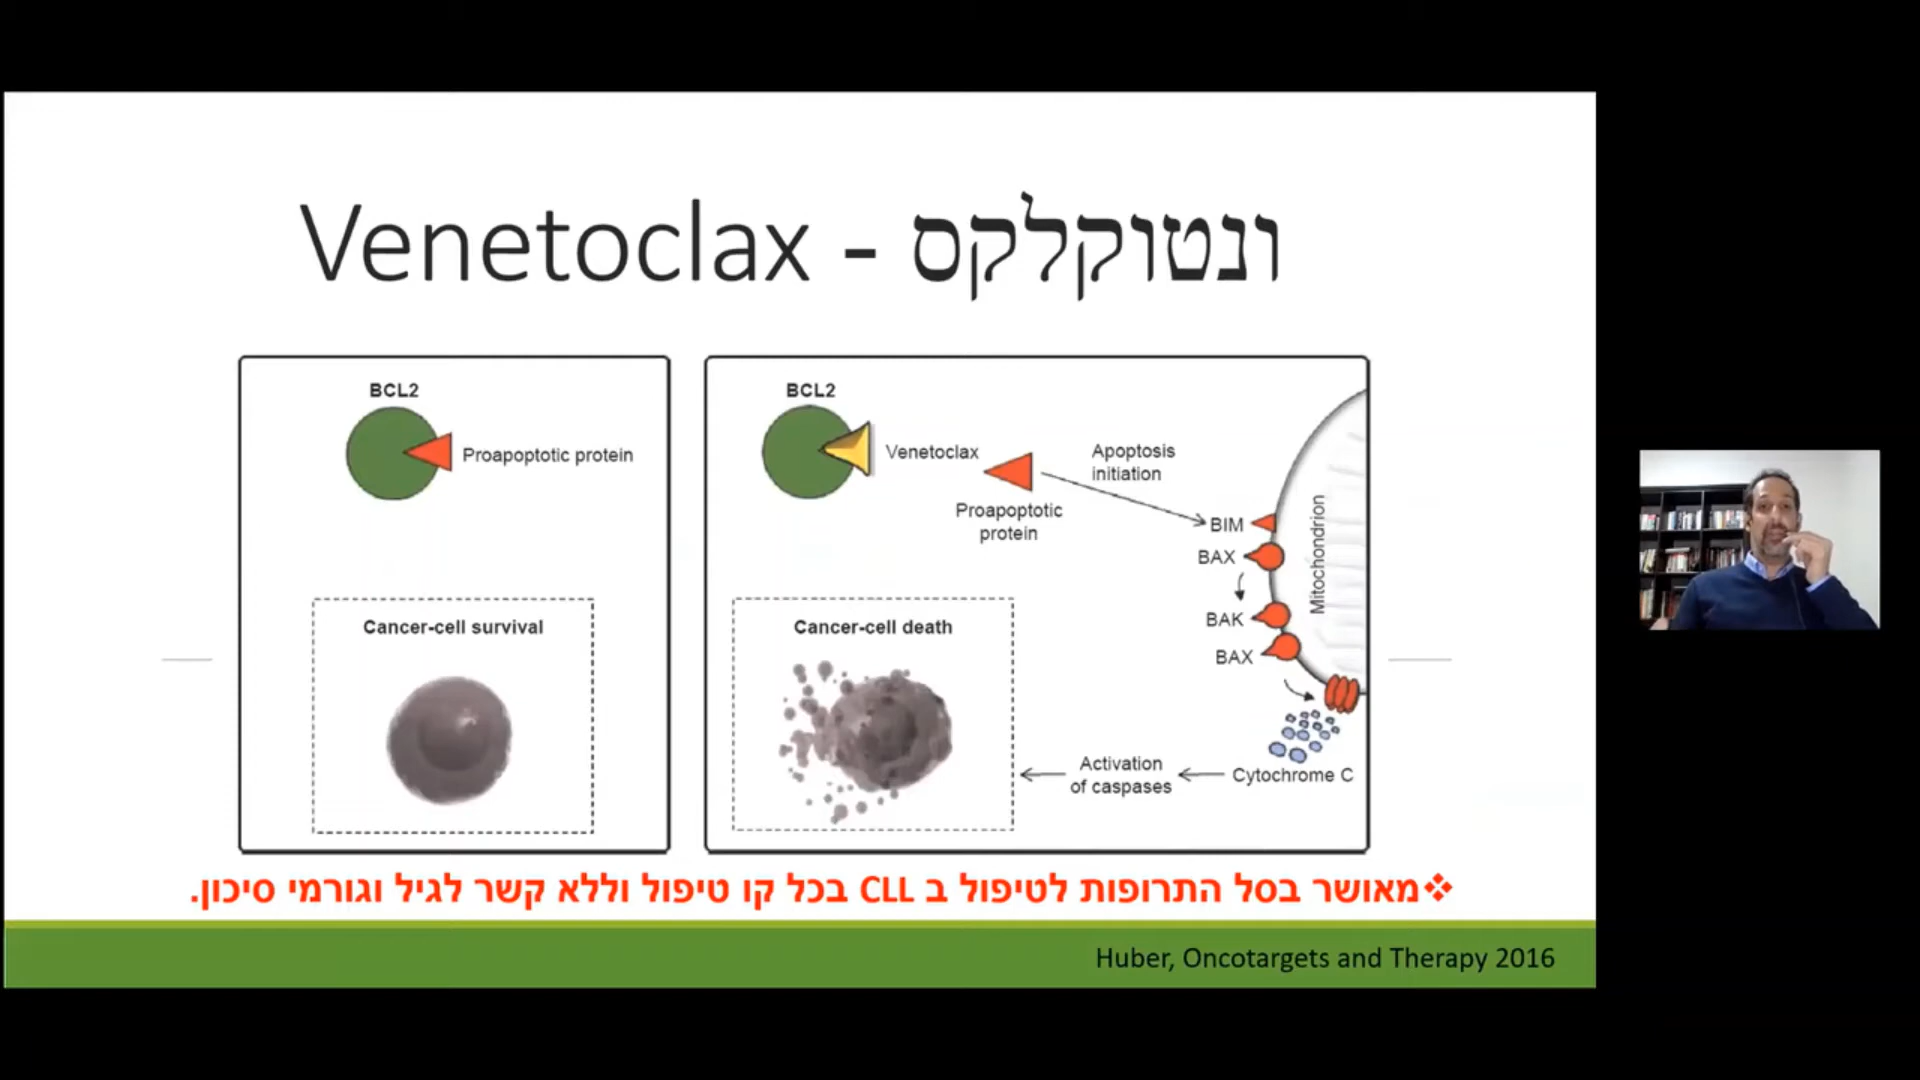 Venetoclax - ונטוקלקס
BCL2
Proapoptotic protein
Cancer-cell survival
BCL2
Venetoclax
Proapoptotic
protein
Apoptosis
initiation
BIM
BAX
BAK
BAX
Mitochondrion
Cytochrome C
Activation
of caspases
Cancer-cell death
❖מאושר בסל התרופות לטיפול ב CLL בכל קו טיפול וללא קשר לגיל וגורמי סיכון.
Huber, Oncotargets and Therapy 2016